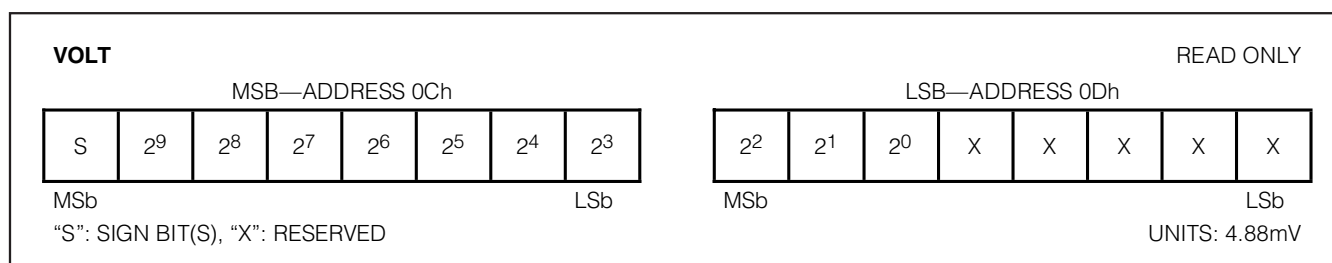 VOLT READ ONLY
MSB—ADDRESS 0Ch LSB—ADDRESS 0Dh
S 2⁹ 2⁸ 2⁷ 2⁶ 2⁵ 2⁴ 2³ 2² 2¹ 2⁰ X X X X X
MSb LSb MSb LSb
“S”: SIGN BIT(S), “X”: RESERVED UNITS: 4.88mV